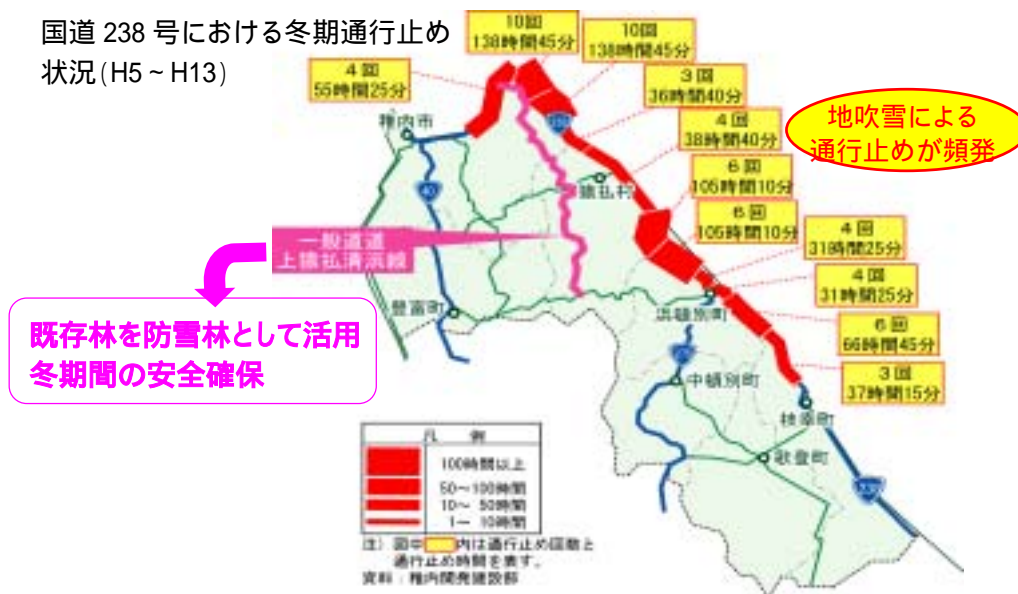 国道 238 号における冬期通行止め
状況(H5 ~ H13)
10回
138時間45分
10回
138時間45分
4回
55時間25分
3回
36時間40分
4回
38時間40分
地吹雪による
通行止めが頻発
6回
105時間10分
6回
105時間10分
4回
31時間25分
4回
31時間25分
6回
66時間45分
3回
37時間15分
稚内市
40
猿払村
一般道道
上猿払清浜線
豊富町
浜頓別町
中頓別町
枝幸町
歌登町
238
既存林を防雪林として活用
冬期間の安全確保
凡 例
100時間以上
50~100時間
10~ 50時間
1~ 10時間
注) 図中 内は通行止め回数と
通行止め時間を表す。
資料:稚内開発建設部